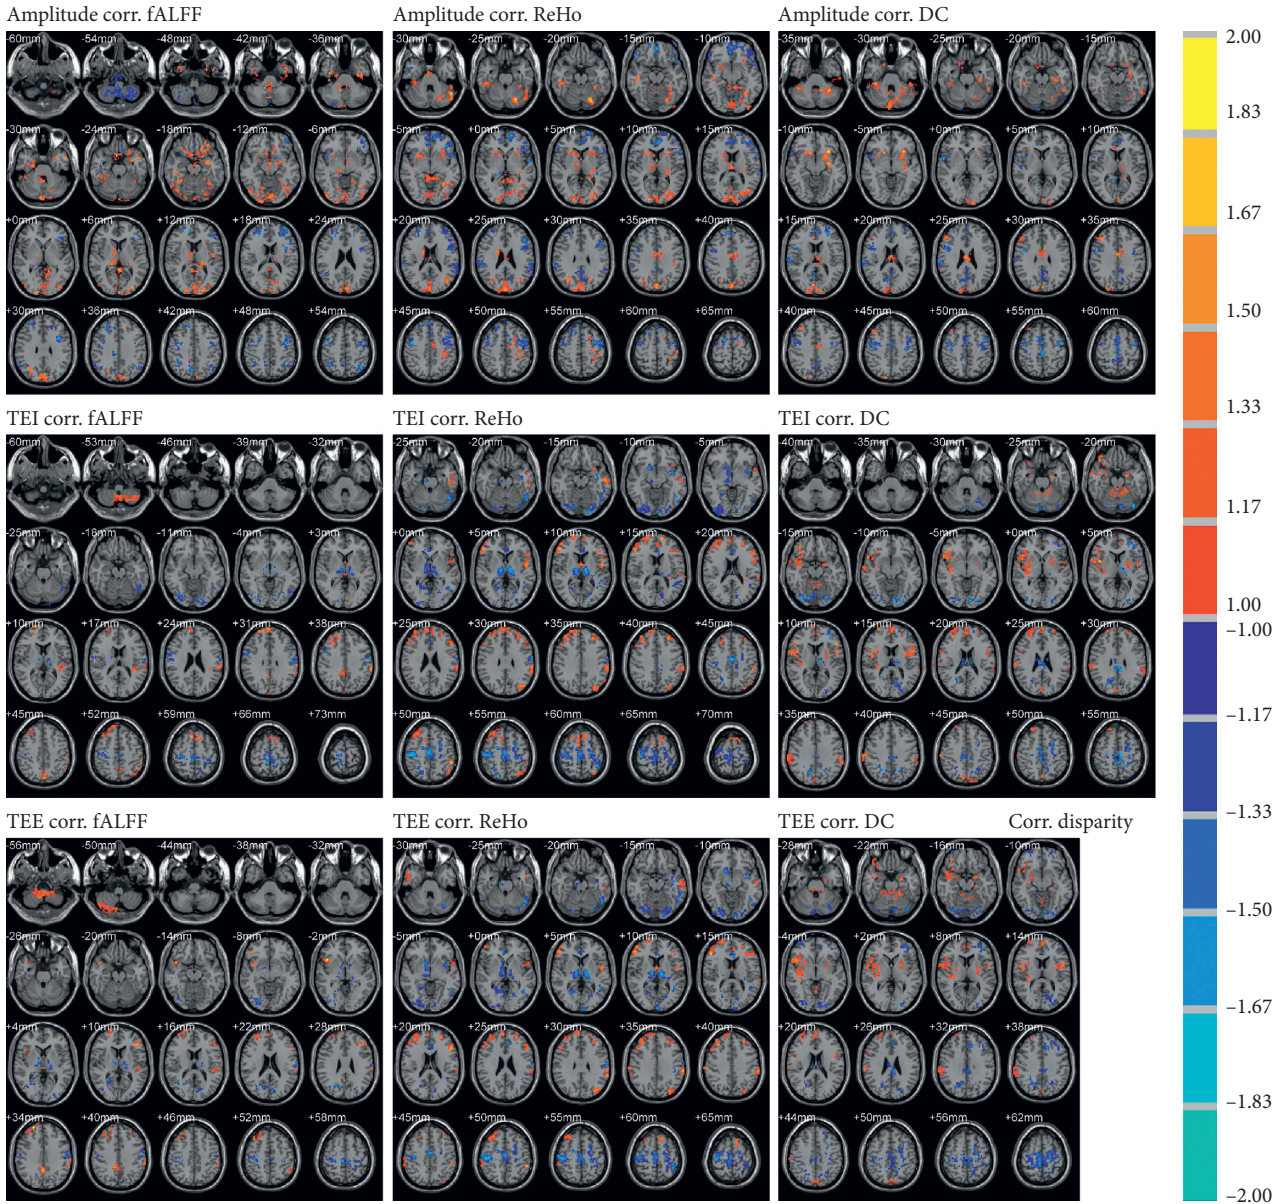 Amplitude corr. fALFF
-60mm -54mm -48mm -42mm -36mm
-30mm -24mm -18mm -12mm -6mm
+0mm +6mm +12mm +18mm +24mm
+30mm +36mm +42mm +48mm +54mm
Amplitude corr. ReHo
-30mm -25mm -20mm -15mm -10mm
-5mm +0mm +5mm +10mm +15mm
+20mm +25mm +30mm +35mm +40mm
+45mm +50mm +55mm +60mm +65mm
Amplitude corr. DC
-35mm -30mm -25mm -20mm -15mm
-10mm -5mm +0mm +5mm +10mm
+15mm +20mm +25mm +30mm +35mm
+40mm +45mm +50mm +55mm +60mm
TEI corr. fALFF
-60mm -53mm -46mm -39mm -32mm
-25mm -18mm -11mm -4mm +3mm
+10mm +17mm +24mm +31mm +38mm
+45mm +52mm +59mm +66mm +73mm
TEI corr. ReHo
-25mm -20mm -15mm -10mm -5mm
+0mm +5mm +10mm +15mm +20mm
+25mm +30mm +35mm +40mm +45mm
+50mm +55mm +60mm +65mm +70mm
TEI corr. DC
-40mm -35mm -30mm -25mm -20mm
-15mm -10mm -5mm +0mm +5mm
+10mm +15mm +20mm +25mm +30mm
+35mm +40mm +45mm +50mm +55mm
TEE corr. fALFF
-56mm -50mm -44mm -38mm -32mm
-26mm -20mm -14mm -8mm -2mm
+4mm +10mm +16mm +22mm +28mm
+34mm +40mm +46mm +52mm +58mm
TEE corr. ReHo
-30mm -25mm -20mm -15mm -10mm
-5mm +0mm +5mm +10mm +15mm
+20mm +25mm +30mm +35mm +40mm
+45mm +50mm +55mm +60mm +65mm
TEE corr. DC
-28mm -22mm -16mm -10mm
-4mm +2mm +8mm +14mm
+20mm +26mm +32mm +38mm
+44mm +50mm +56mm +62mm
Corr. disparity
2.00
1.83
1.67
1.50
1.33
1.17
1.00
−1.00
−1.17
−1.33
−1.50
−1.67
−1.83
−2.00